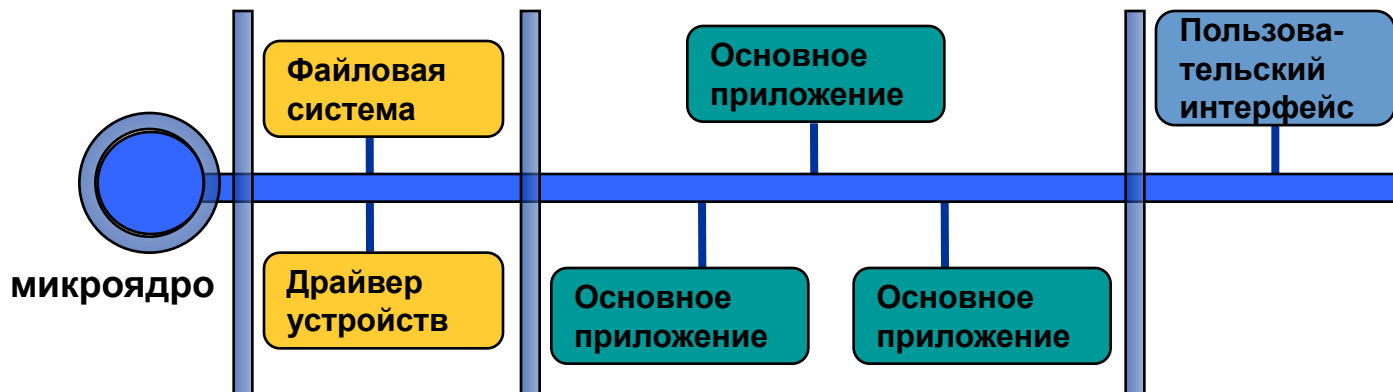 Файловая
система
Основное
приложение
Пользова-
тельский
интерфейс
микроядро
Драйвер
устройств
Основное
приложение
Основное
приложение